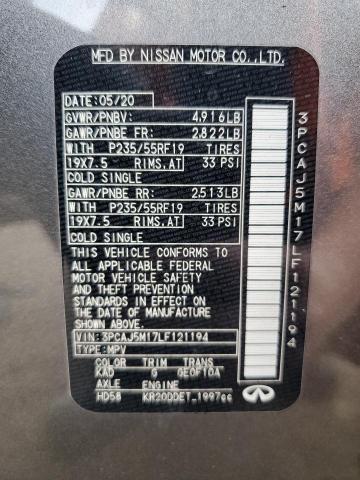 MFD BY NISSAN MOTOR CO.,LTD.
DATE:05/20
GVWR/PNBV: 4,916LB
GAWR/PNBE FR: 2,822LB
WITH P235/55RF19 TIRES
19X7.5 RIMS,AT 33 PSI
COLD SINGLE
GAWR/PNBE RR: 2,513LB
WITH P235/55RF19 TIRES
19X7.5 RIMS,AT 33 PSI
COLD SINGLE
THIS VEHICLE CONFORMS TO
ALL APPLICABLE FEDERAL
MOTOR VEHICLE SAFETY
AND THEFT PREVENTION
STANDARDS IN EFFECT ON
THE DATE OF MANUFACTURE
SHOWN ABOVE.
VIN:3PCAJ5M17LF121194
TYPE:MPV
COLOR TRIM TRANS
KAD G GE0F10A
AXLE ENGINE
HD58 KR20DDET_1997cc
3PCAJ5M17LF121194